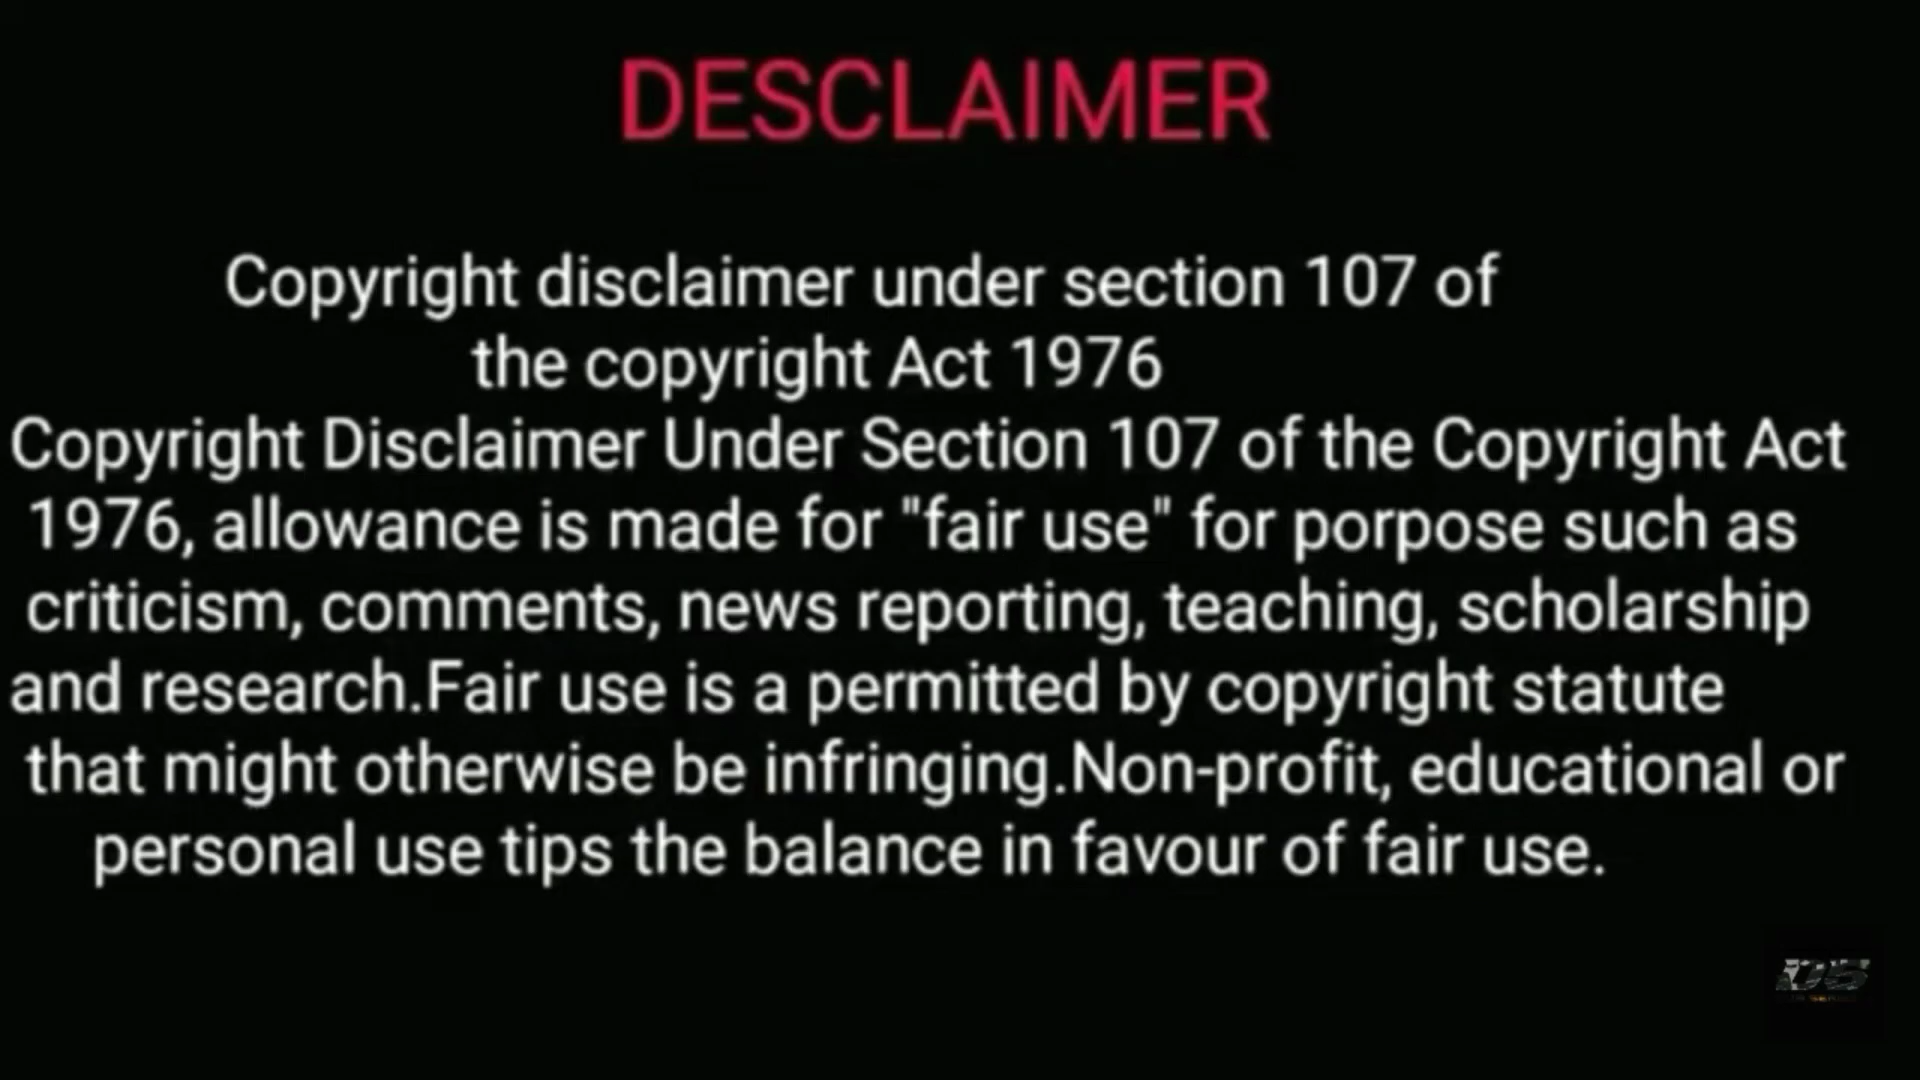 DESCLAIMER
Copyright disclaimer under section 107 of
the copyright Act 1976
Copyright Disclaimer Under Section 107 of the Copyright Act
1976, allowance is made for "fair use" for porpose such as
criticism, comments, news reporting, teaching, scholarship
and research.Fair use is a permitted by copyright statute
that might otherwise be infringing.Non-profit, educational or
personal use tips the balance in favour of fair use.